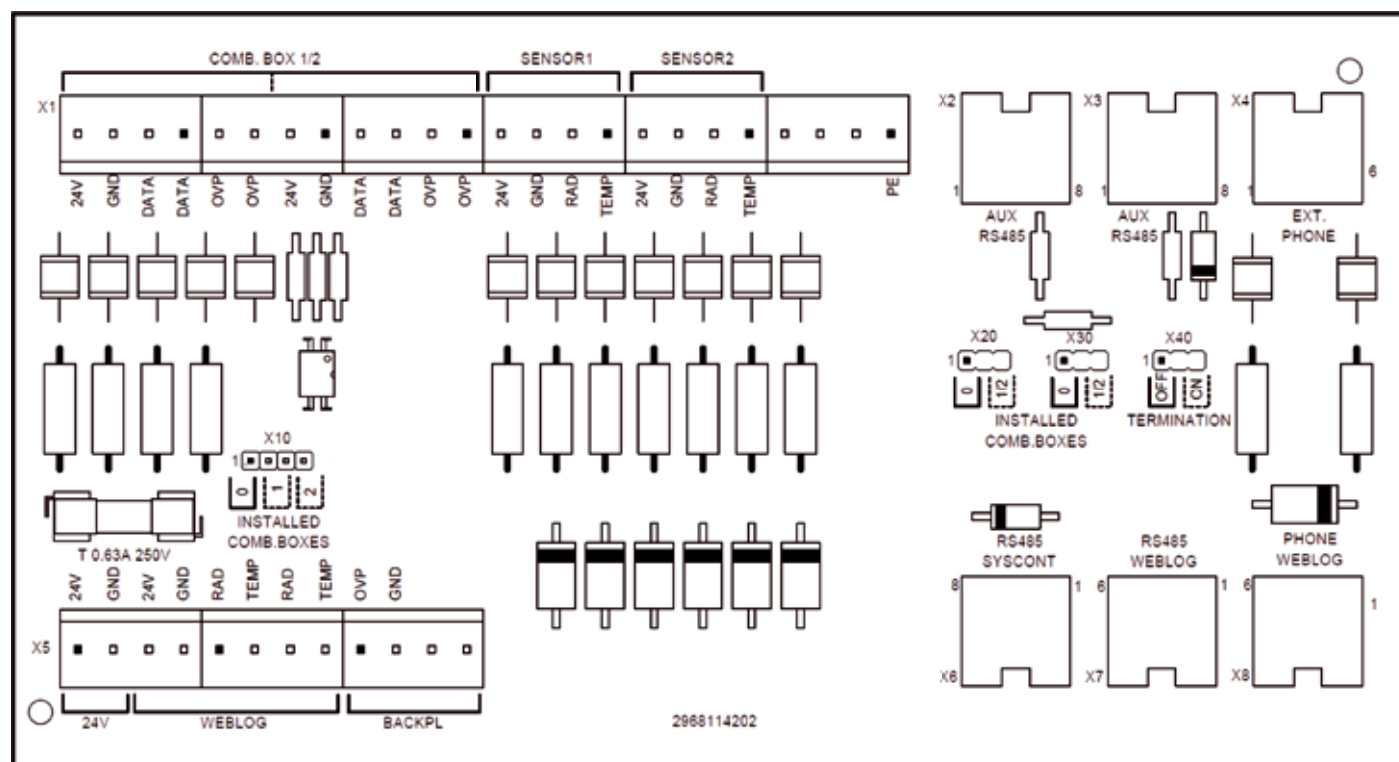 COMB. BOX 1/2 SENSOR1 SENSOR2
X1 X2 X3 X4
24V GND DATA DATA OVP OVP 24V GND DATA DATA OVP OVP 24V GND RAD TEMP 24V GND RAD TEMP PE
1 8 1 8 1 6
AUX RS485
AUX RS485
EXT. PHONE
X20 X30 X40
1 1 1
0 1/2 0 1/2 OFF ON
INSTALLED COMB.BOXES
TERMINATION
X10
1
0 1 2
INSTALLED
COMB.BOXES
T 0.63A 250V
RS485 SYSCONT
RS485 WEBLOG
PHONE WEBLOG
24V GND 24V GND RAD TEMP RAD TEMP OVP GND
8 1 6 1 6 1
X5 X6 X7 X8
24V WEBLOG BACKPL
2968114202